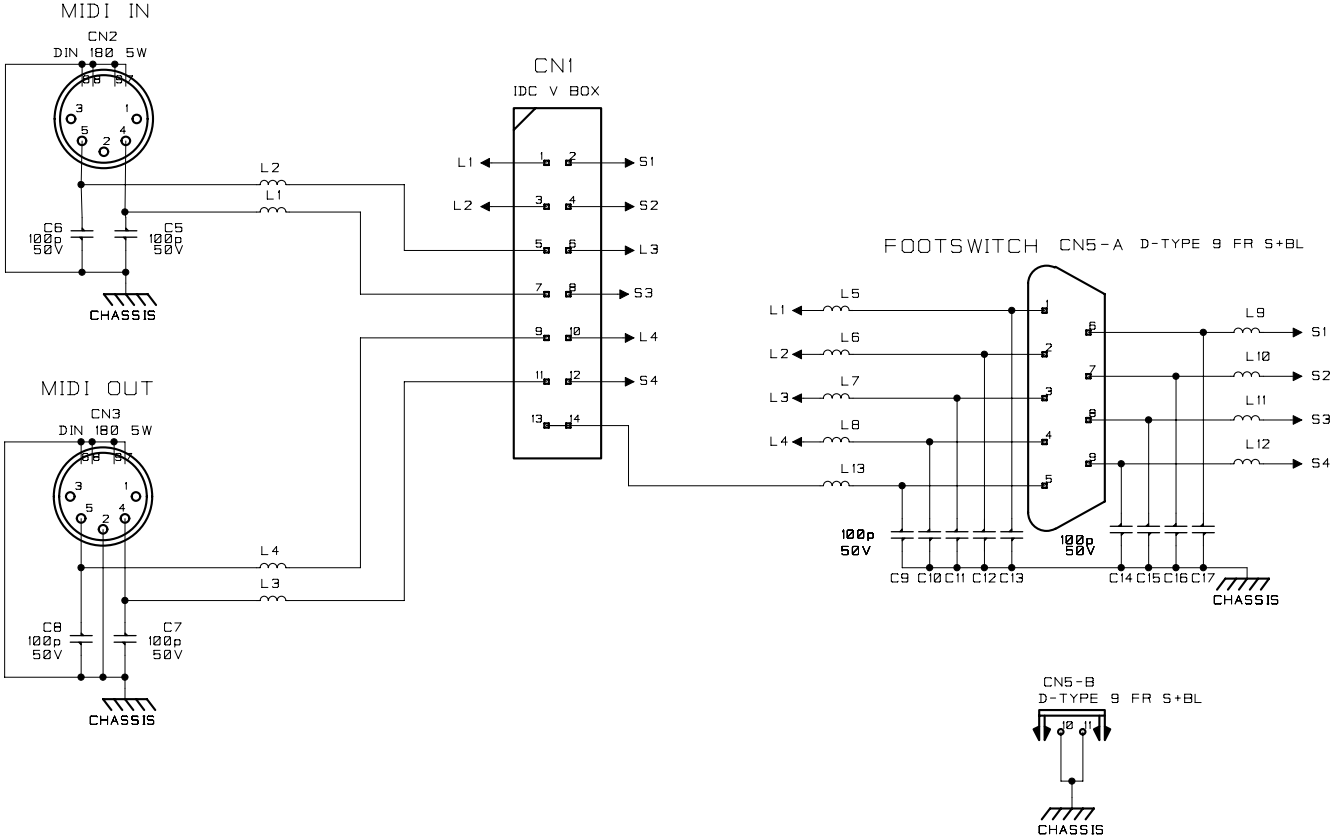 MIDI IN
CN2
DIN 180 5W
6 8 9 7
3 1
5 4
2
L2
L1
C6
100p
50V
C5
100p
50V
CHASSIS
MIDI OUT
CN3
DIN 180 5W
6 8 9 7
3 1
5 2 4
L4
L3
C8
100p
50V
C7
100p
50V
CHASSIS
CN1
IDC V BOX
L1 1 2 S1
L2 3 4 S2
5 6 L3
7 8 S3
9 10 L4
11 12 S4
13 14
FOOTSWITCH CN5-A D-TYPE 9 FR S+BL
L1 L5 1
L2 L6 2
L3 L7 3
L4 L8 4
L13 5
6 L9 S1
7 L10 S2
8 L11 S3
9 L12 S4
100p
50V
C9 C10 C11 C12 C13
100p
50V
C14 C15 C16 C17
CHASSIS
CN5-B
D-TYPE 9 FR S+BL
10 11
CHASSIS